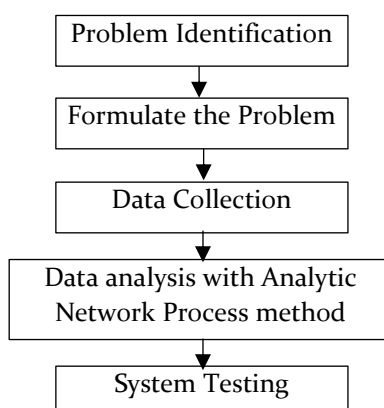 Problem Identification
Formulate the Problem
Data Collection
Data analysis with Analytic
Network Process method
System Testing